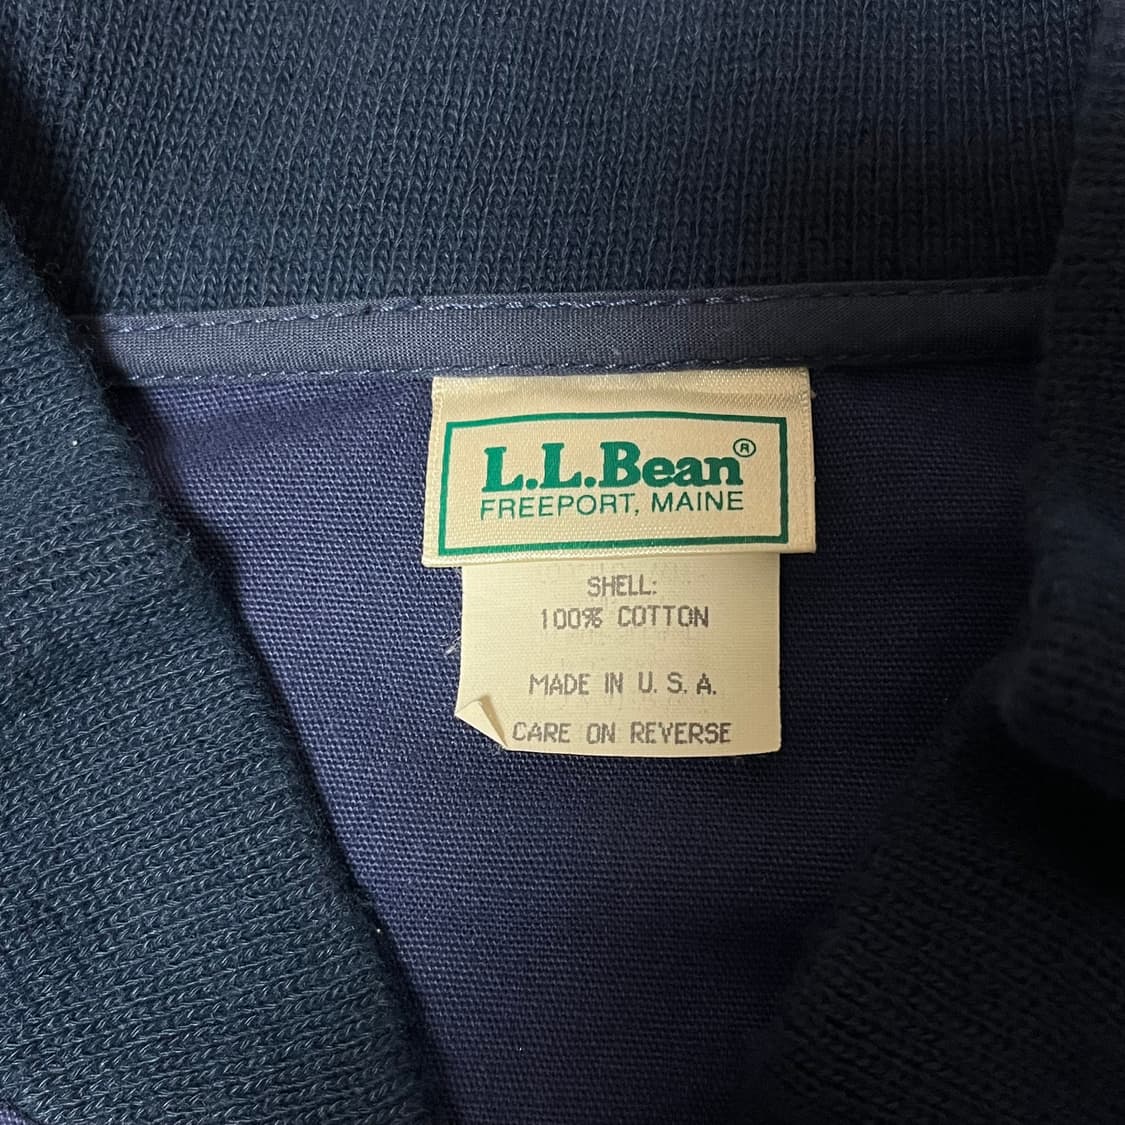 L.L.Bean®
FREEPORT, MAINE
SHELL:
100% COTTON
MADE IN U. S. A.
CARE ON REVERSE